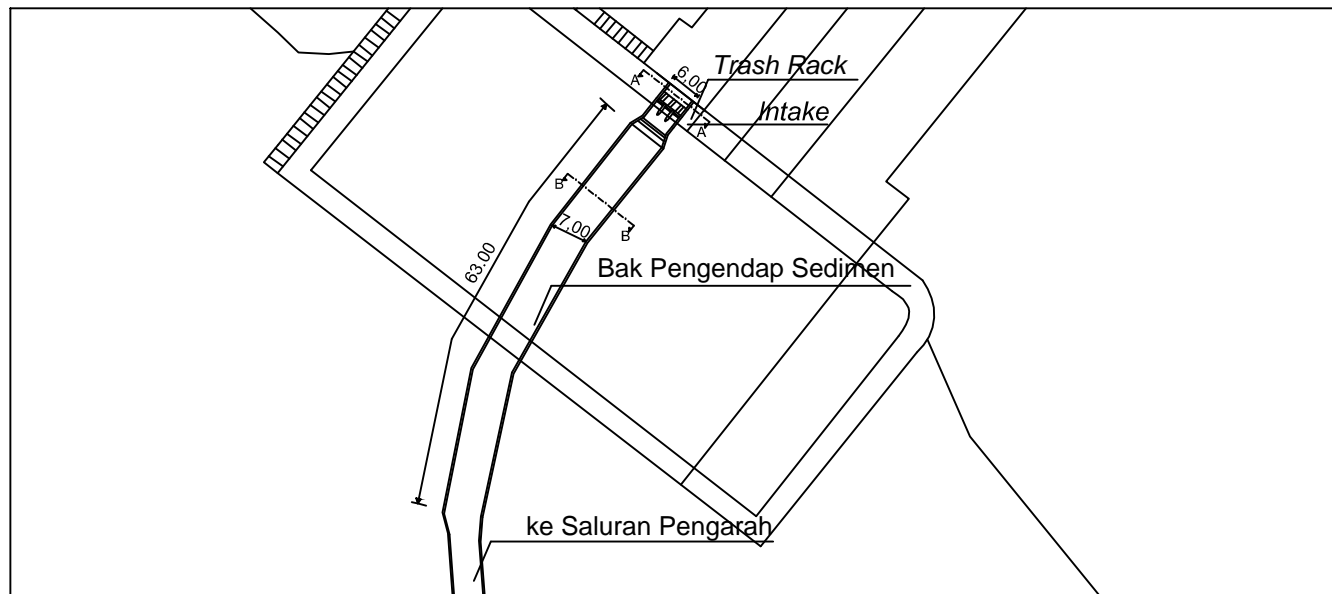 6,00
Trash Rack
A
Intake
A
B
7,00
B
63.00
Bak Pengendap Sedimen
ke Saluran Pengarah